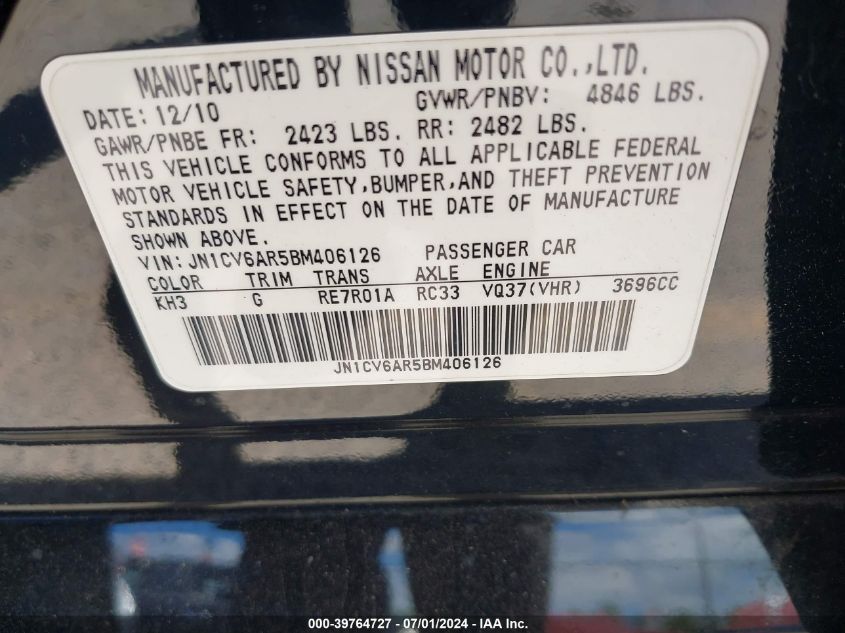 MANUFACTURED BY NISSAN MOTOR CO.,LTD.
DATE: 12/10 GVWR/PNBV: 4846 LBS.
GAWR/PNBE FR: 2423 LBS. RR: 2482 LBS.
THIS VEHICLE CONFORMS TO ALL APPLICABLE FEDERAL
MOTOR VEHICLE SAFETY,BUMPER,AND THEFT PREVENTION
STANDARDS IN EFFECT ON THE DATE OF MANUFACTURE
SHOWN ABOVE.
VIN: JN1CV6AR5BM406126 PASSENGER CAR
COLOR TRIM TRANS AXLE ENGINE
KH3 G RE7R01A RC33 VQ37(VHR) 3696CC
JN1CV6AR5BM406126
000-39764727 - 07/01/2024 - IAA Inc.